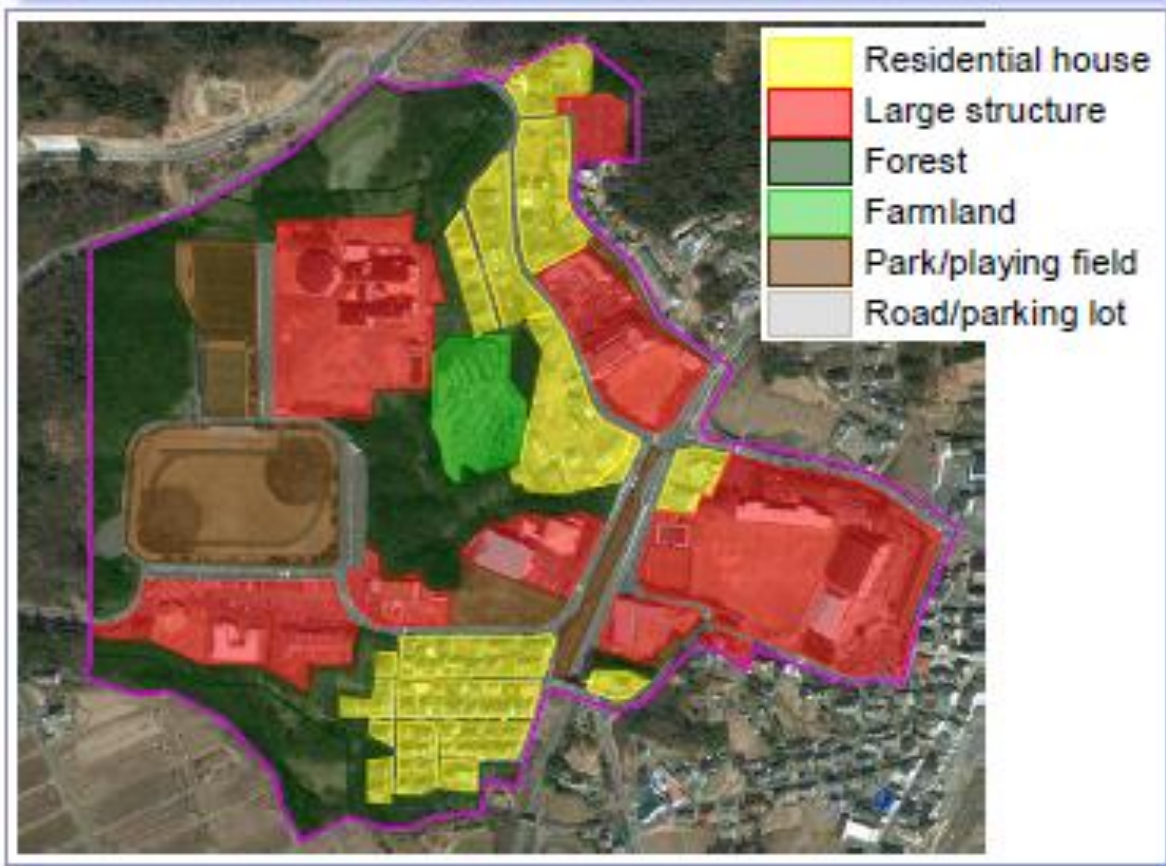 Residential house
Large structure
Forest
Farmland
Park/playing field
Road/parking lot